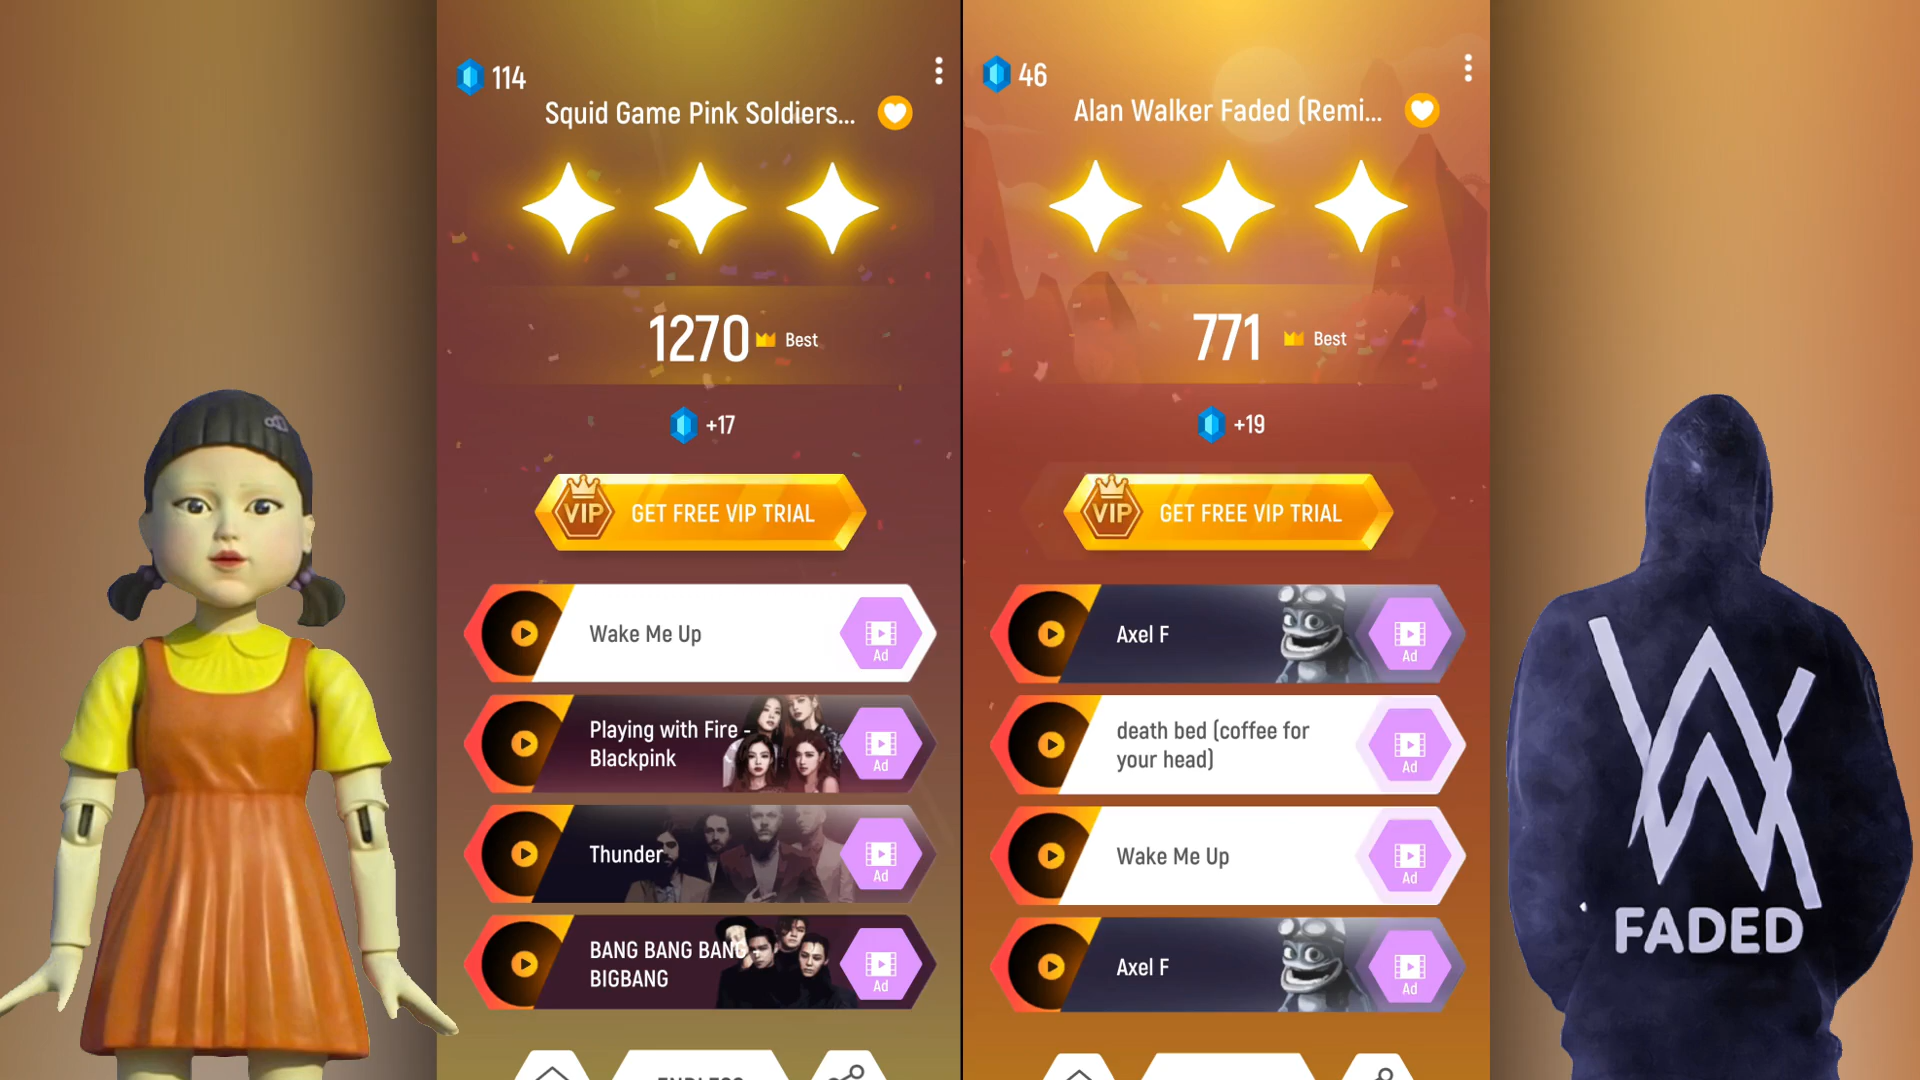 114
Squid Game Pink Soldiers...
1270 Best
+17
VIP GET FREE VIP TRIAL
Wake Me Up
Ad
Playing with Fire -
Blackpink
Ad
Thunder
Ad
BANG BANG BANG
BIGBANG
Ad
46
Alan Walker Faded (Remi...
771 Best
+19
VIP GET FREE VIP TRIAL
Axel F
Ad
death bed (coffee for
your head)
Ad
Wake Me Up
Ad
Axel F
Ad
FADED